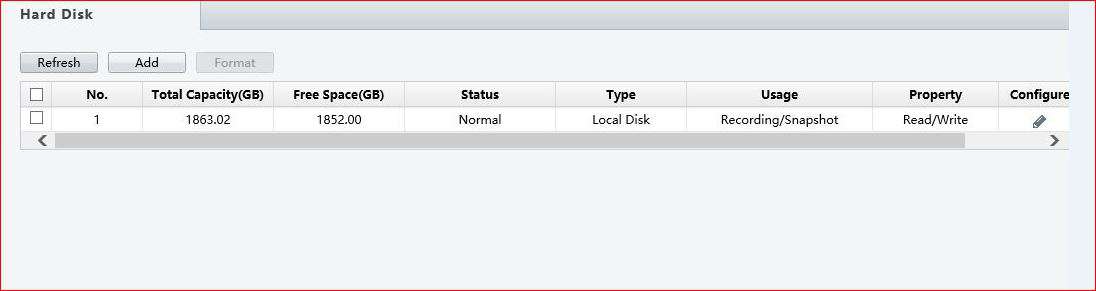 Hard Disk
Refresh Add Format
No. Total Capacity(GB) Free Space(GB) Status Type Usage Property Configure
1 1863.02 1852.00 Normal Local Disk Recording/Snapshot Read/Write